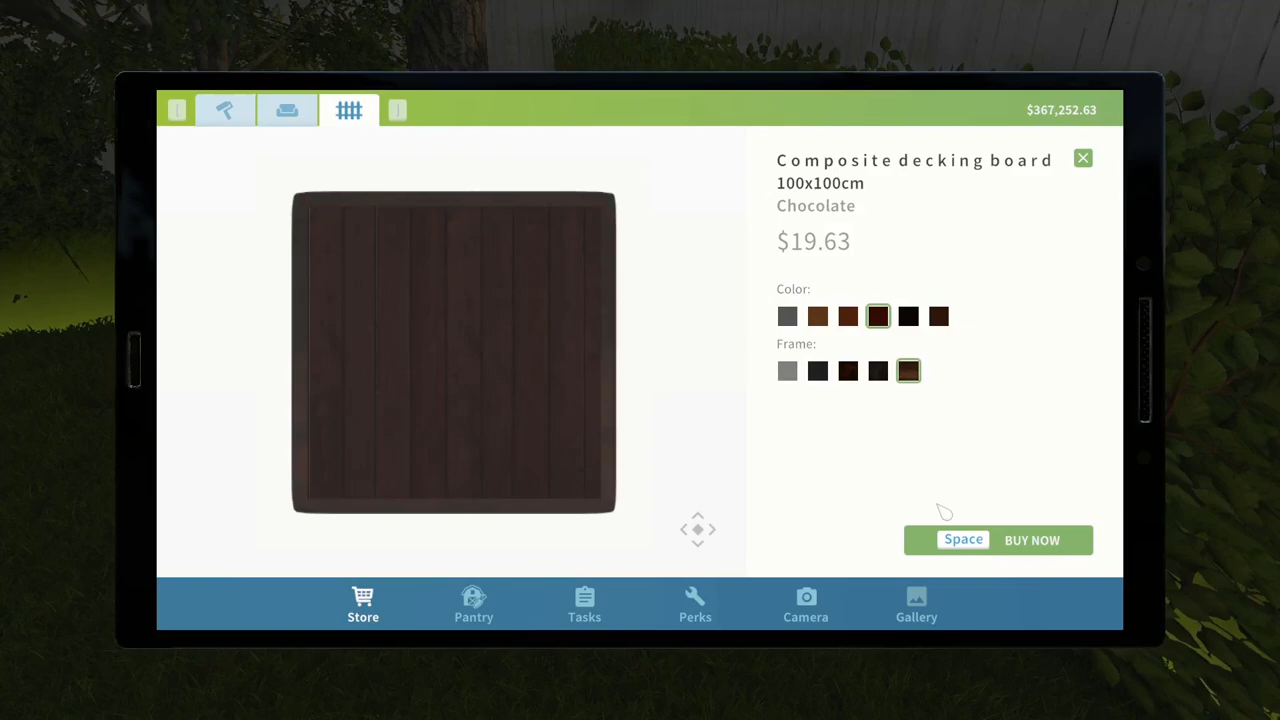 $367,252.63
Composite decking board
100x100cm
Chocolate
$19.63
Color:
Frame:
Space BUY NOW
Store Pantry Tasks Perks Camera Gallery